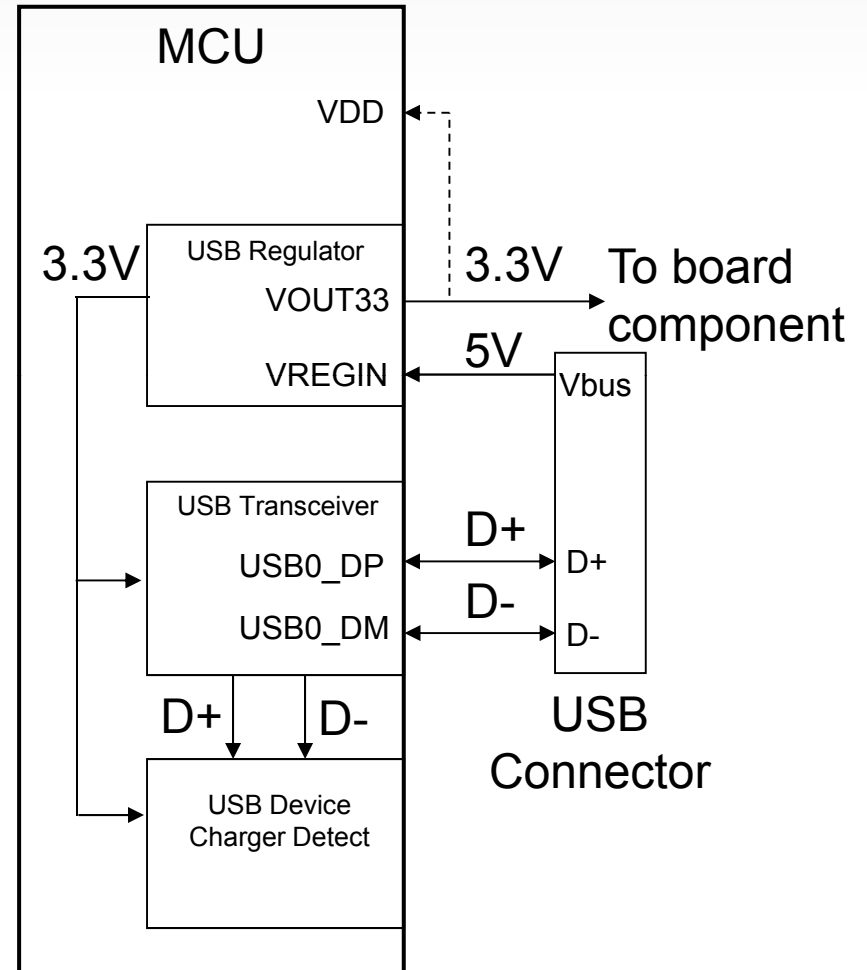 MCU
VDD
3.3V
USB Regulator
VOUT33
3.3V
To board
component
VREGIN
5V
Vbus
USB Transceiver
USB0_DP
D+
D+
USB0_DM
D-
D-
D+
D-
USB
Connector
USB Device
Charger Detect